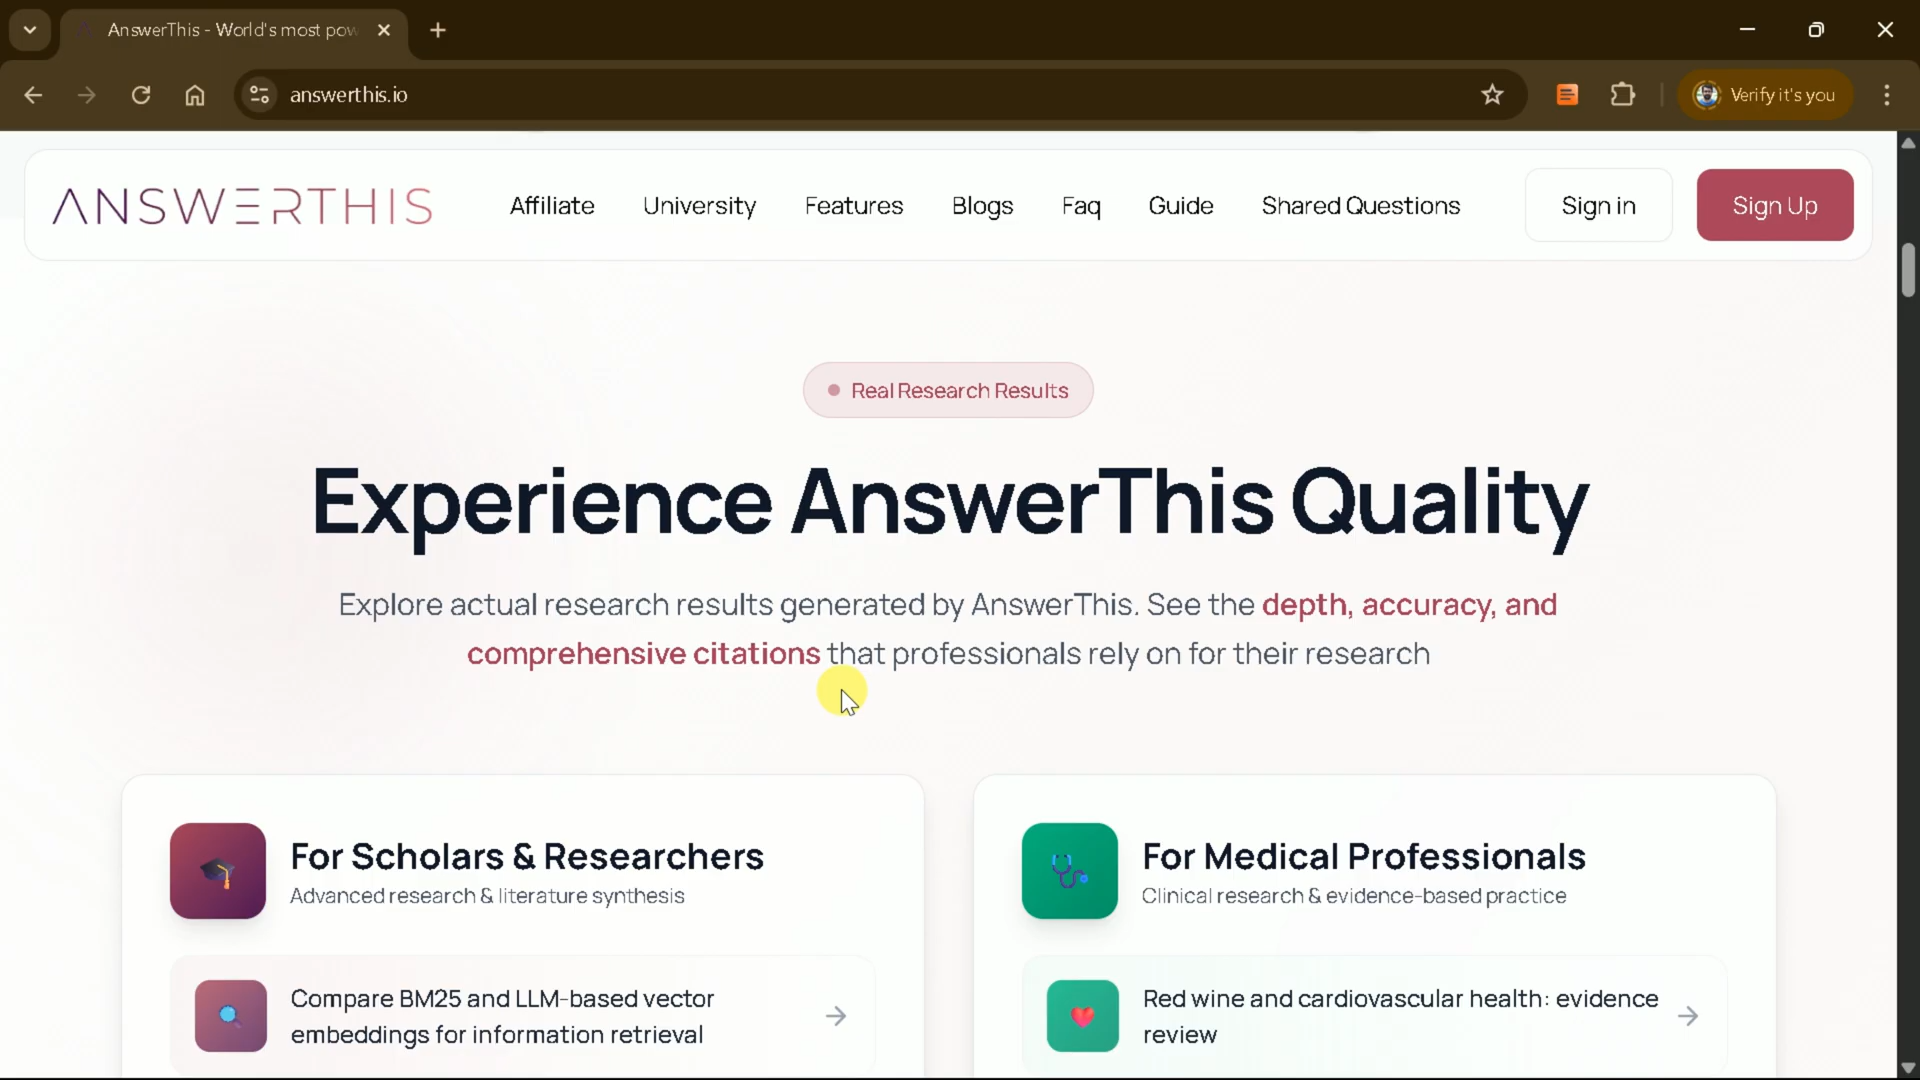 AnswerThis - World's most pow
answerthis.io
Verify it's you
ANSWERTHIS
Affiliate
University
Features
Blogs
Faq
Guide
Shared Questions
Sign in
Sign Up
Real Research Results
Experience AnswerThis Quality
Explore actual research results generated by AnswerThis. See the depth, accuracy, and
comprehensive citations that professionals rely on for their research
For Scholars & Researchers
Advanced research & literature synthesis
Compare BM25 and LLM-based vector
embeddings for information retrieval
For Medical Professionals
Clinical research & evidence-based practice
Red wine and cardiovascular health: evidence
review